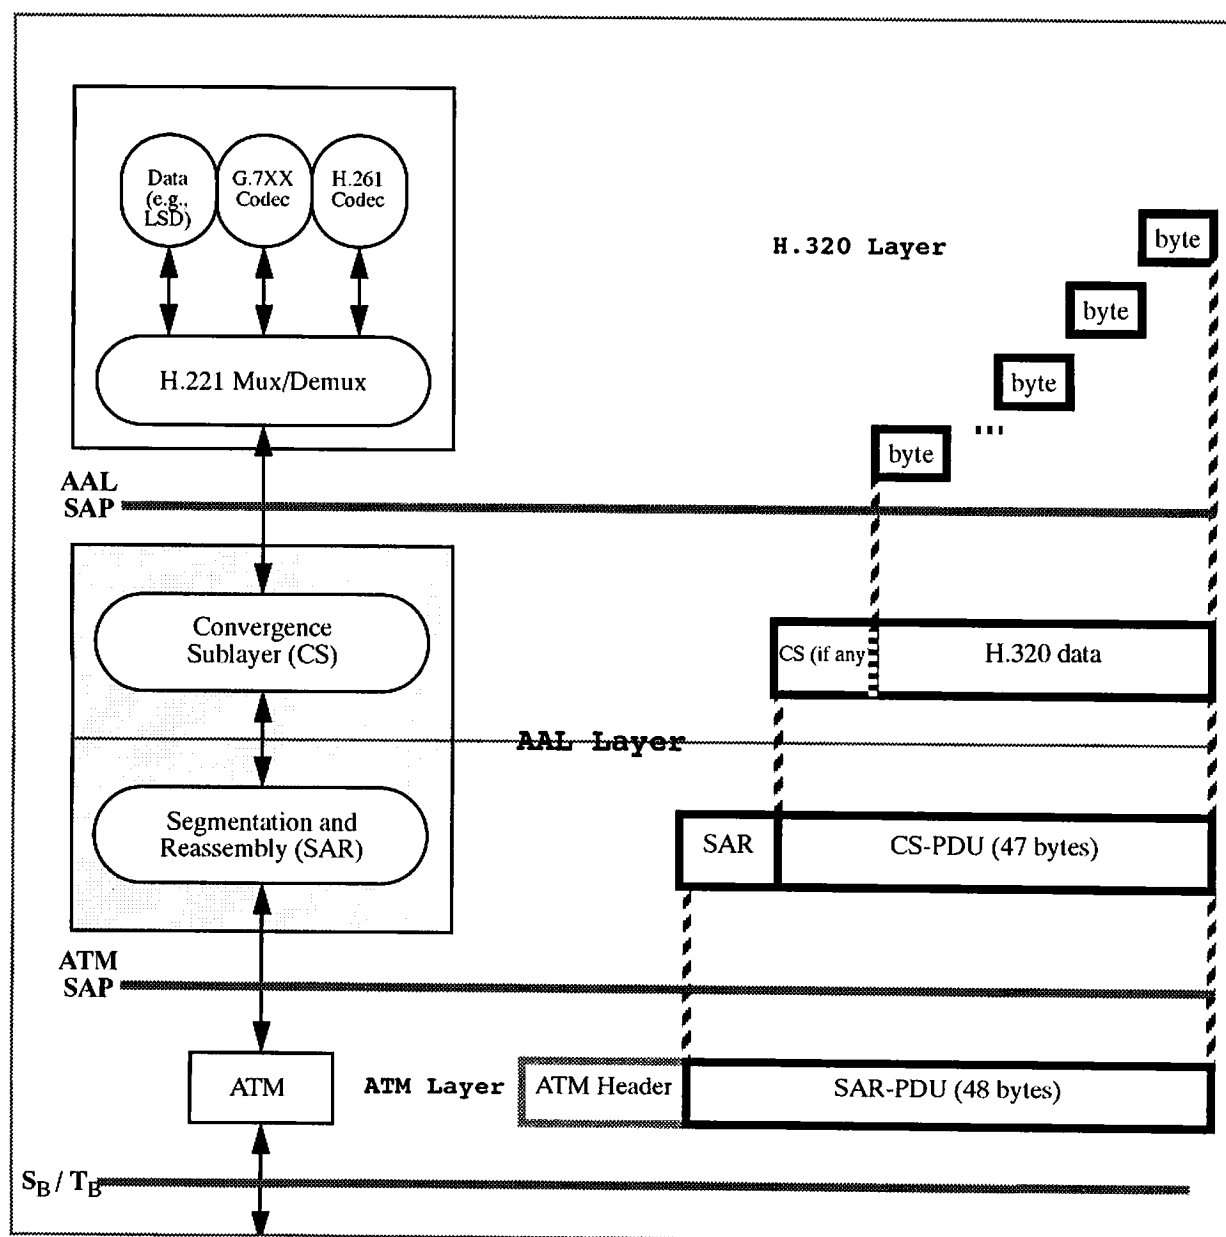 Data
(e.g.,
LSD)
G.7XX
Codec
H.261
Codec
H.320 Layer
byte
byte
byte
...
byte
H.221 Mux/Demux
AAL
SAP
Convergence
Sublayer (CS)
CS (if any
H.320 data
AAL Layer
Segmentation and
Reassembly (SAR)
SAR
CS-PDU (47 bytes)
ATM
SAP
ATM
ATM Layer
ATM Header
SAR-PDU (48 bytes)
SB / TB